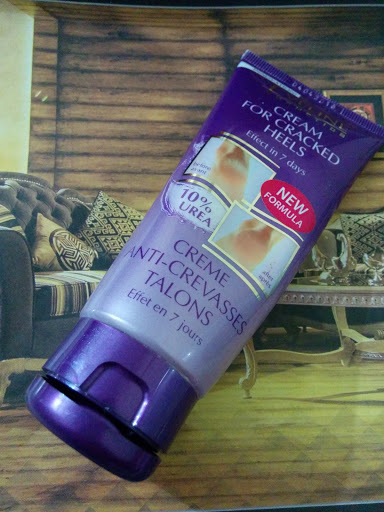 CREAM
FOR CRACKED
HEELS
Effect in 7 days
NEW
FORMULA
10%
UREA
CREME
ANTI-CREVASSES
TALONS
Effet en 7 jours